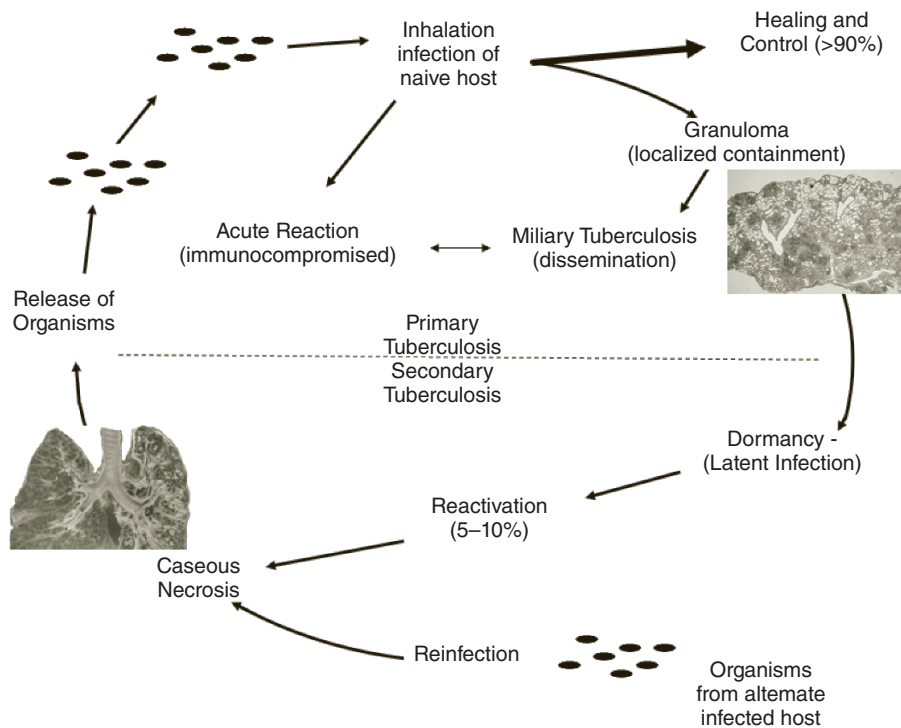 Inhalation
infection of
naive host
Healing and
Control (>90%)
Granuloma
(localized containment)
Acute Reaction
(immunocompromised)
Miliary Tuberculosis
(dissemination)
Release of
Organisms
Primary
Tuberculosis
Secondary
Tuberculosis
Dormancy -
(Latent Infection)
Reactivation
(5–10%)
Caseous
Necrosis
Reinfection
Organisms
from altemate
infected host